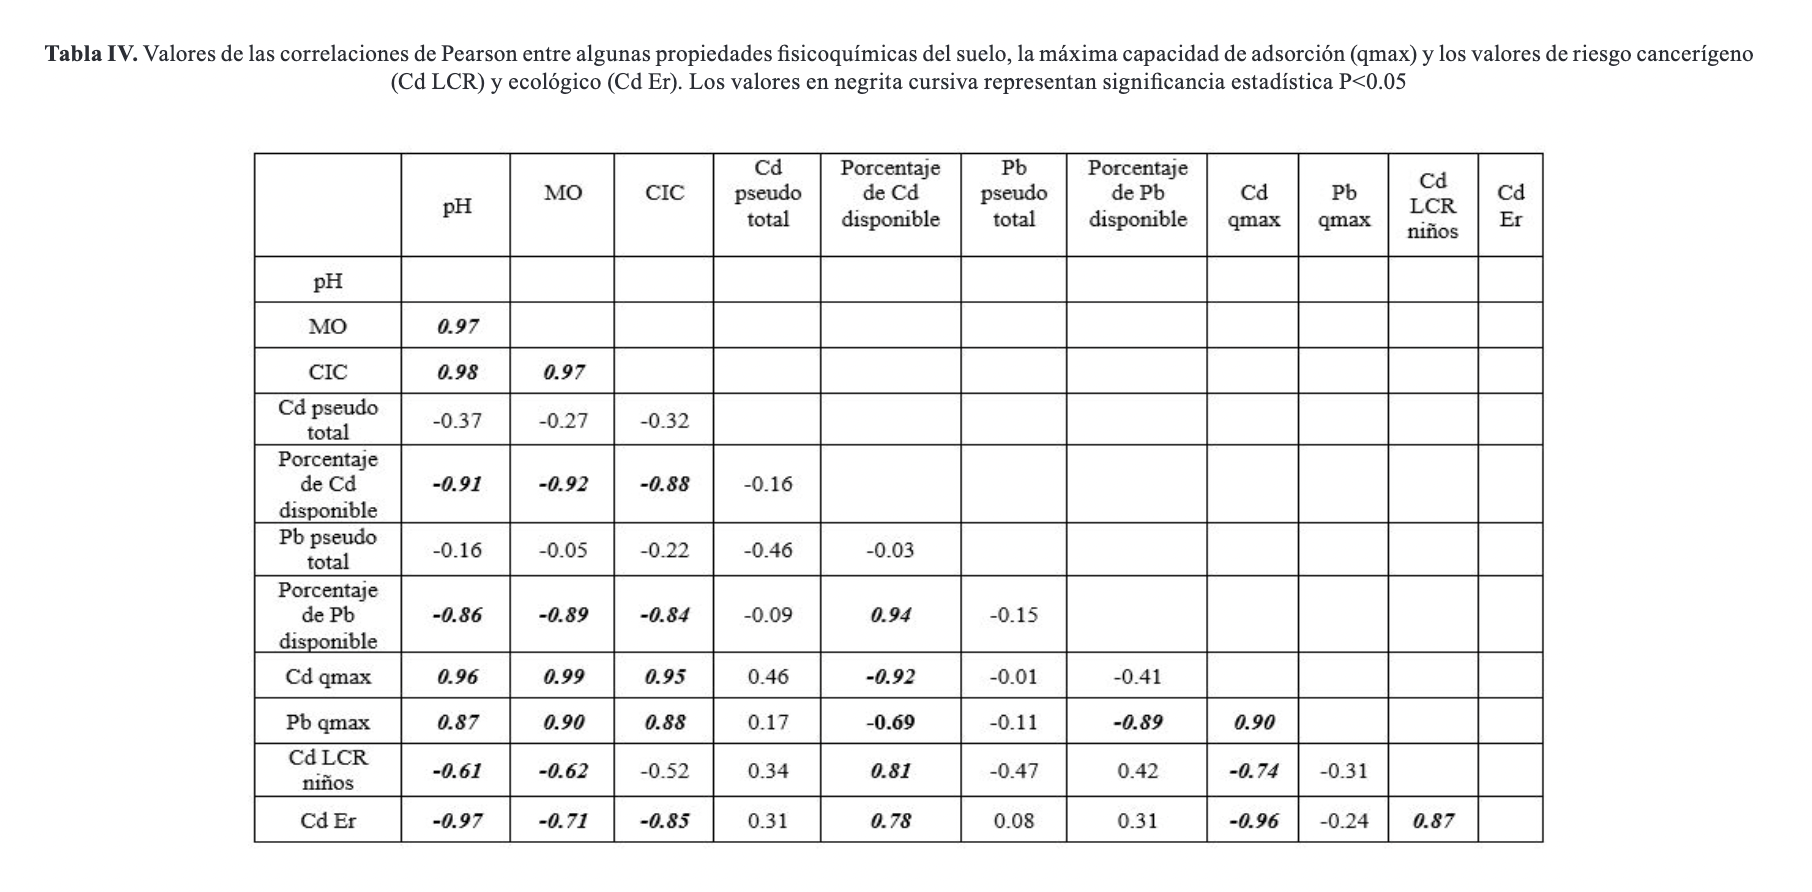 Tabla IV. Valores de las correlaciones de Pearson entre algunas propiedades fisicoquímicas del suelo, la máxima capacidad de adsorción (qmax) y los valores de riesgo cancerígeno
(Cd LCR) y ecológico (Cd Er). Los valores en negrita cursiva representan significancia estadística P<0.05
pH MO CIC Cd pseudo total Porcentaje de Cd disponible Pb pseudo total Porcentaje de Pb disponible Cd qmax Pb qmax Cd LCR niños Cd Er
pH
MO 0.97
CIC 0.98 0.97
Cd pseudo total -0.37 -0.27 -0.32
Porcentaje de Cd disponible -0.91 -0.92 -0.88 -0.16
Pb pseudo total -0.16 -0.05 -0.22 -0.46 -0.03
Porcentaje de Pb disponible -0.86 -0.89 -0.84 -0.09 0.94 -0.15
Cd qmax 0.96 0.99 0.95 0.46 -0.92 -0.01 -0.41
Pb qmax 0.87 0.90 0.88 0.17 -0.69 -0.11 -0.89 0.90
Cd LCR niños -0.61 -0.62 -0.52 0.34 0.81 -0.47 0.42 -0.74 -0.31
Cd Er -0.97 -0.71 -0.85 0.31 0.78 0.08 0.31 -0.96 -0.24 0.87